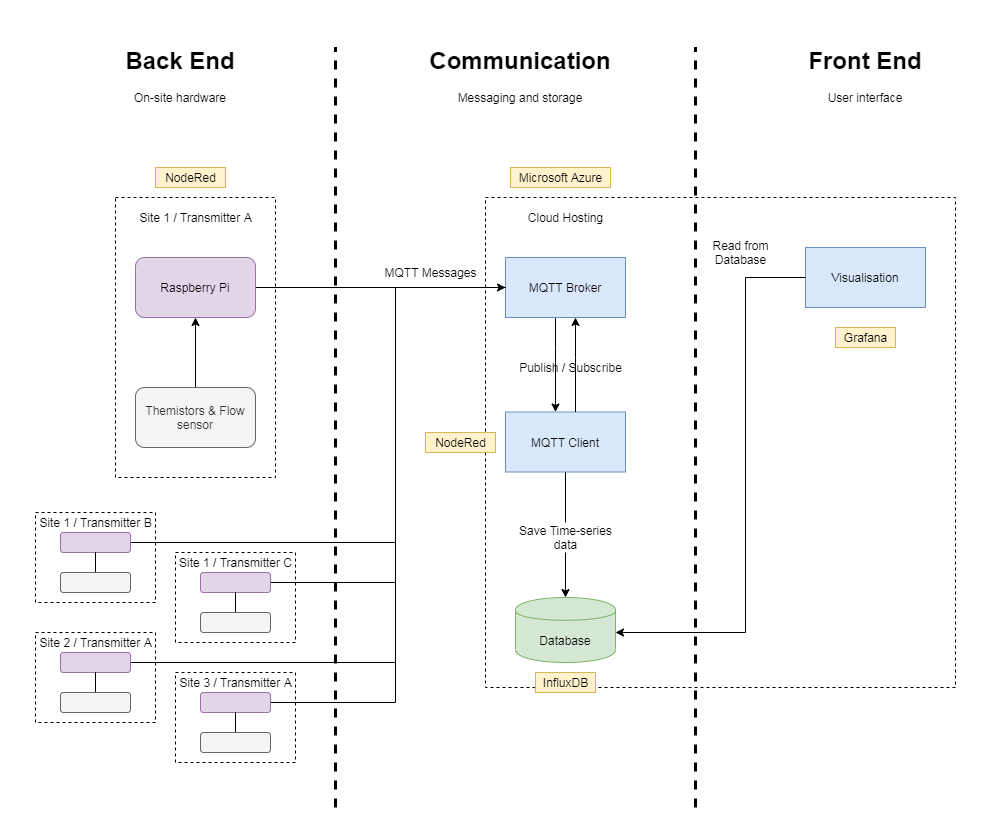 Back End
On-site hardware
Communication
Messaging and storage
Front End
User interface
NodeRed
Site 1 / Transmitter A
Raspberry Pi
Themistors & Flow
sensor
MQTT Messages
Microsoft Azure
Cloud Hosting
MQTT Broker
Publish / Subscribe
NodeRed
MQTT Client
Save Time-series
data
Database
InfluxDB
Read from
Database
Visualisation
Grafana
Site 1 / Transmitter B
Site 1 / Transmitter C
Site 2 / Transmitter A
Site 3 / Transmitter A